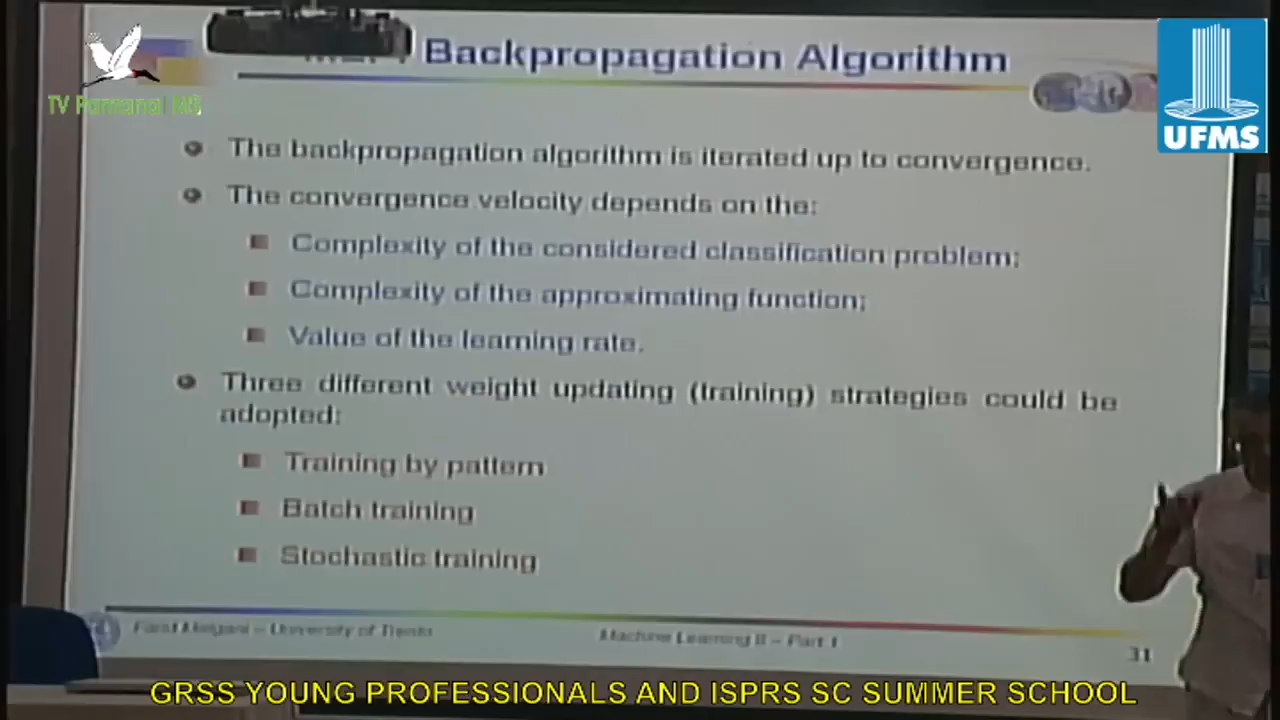 Backpropagation Algorithm
TV Pantanal MS
UFMS
The backpropagation algorithm is iterated up to convergence.
The convergence velocity depends on the:
Complexity of the considered classification problem;
Complexity of the approximating function;
Value of the learning rate.
Three different weight updating (training) strategies could be
adopted:
Training by pattern
Batch training
Stochastic training
Farid Melgani – University of Trento
Machine Learning II – Part 1
31
GRSS YOUNG PROFESSIONALS AND ISPRS SC SUMMER SCHOOL